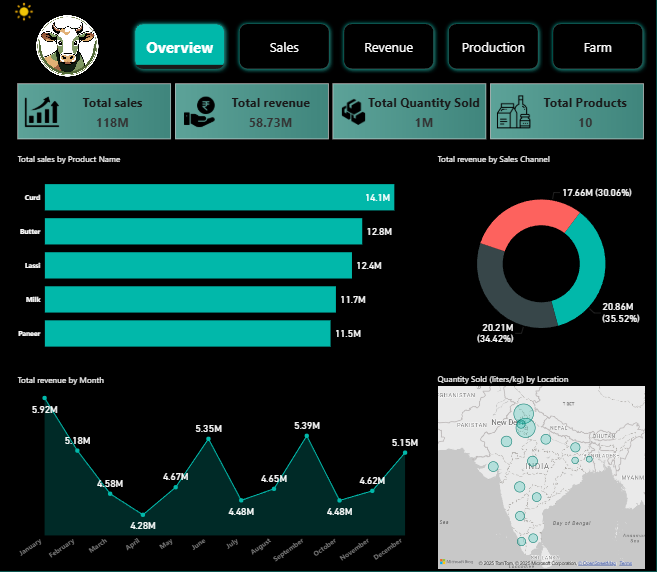 Overview
Sales
Revenue
Production
Farm
Total sales
118M
Total revenue
58.73M
Total Quantity Sold
1M
Total Products
10
Total sales by Product Name
Curd
14.1M
Butter
12.8M
Lassi
12.4M
Milk
11.7M
Paneer
11.5M
Total revenue by Sales Channel
17.66M (30.06%)
20.86M
(35.52%)
20.21M
(34.42%)
Total revenue by Month
5.92M
5.18M
4.58M
4.28M
4.67M
5.35M
4.48M
4.65M
5.39M
4.48M
4.62M
5.15M
January
February
March
April
May
June
July
August
September
October
November
December
Quantity Sold (liters/kg) by Location
TIBET
PAKISTAN
New Delhi
NEPAL
BHUTAN
INDIA
MYANM
Bay of Bengal
Sea
Microsoft Bing
© 2025 TomTom, © 2025 Microsoft Corporation, © OpenStreetMap Terms